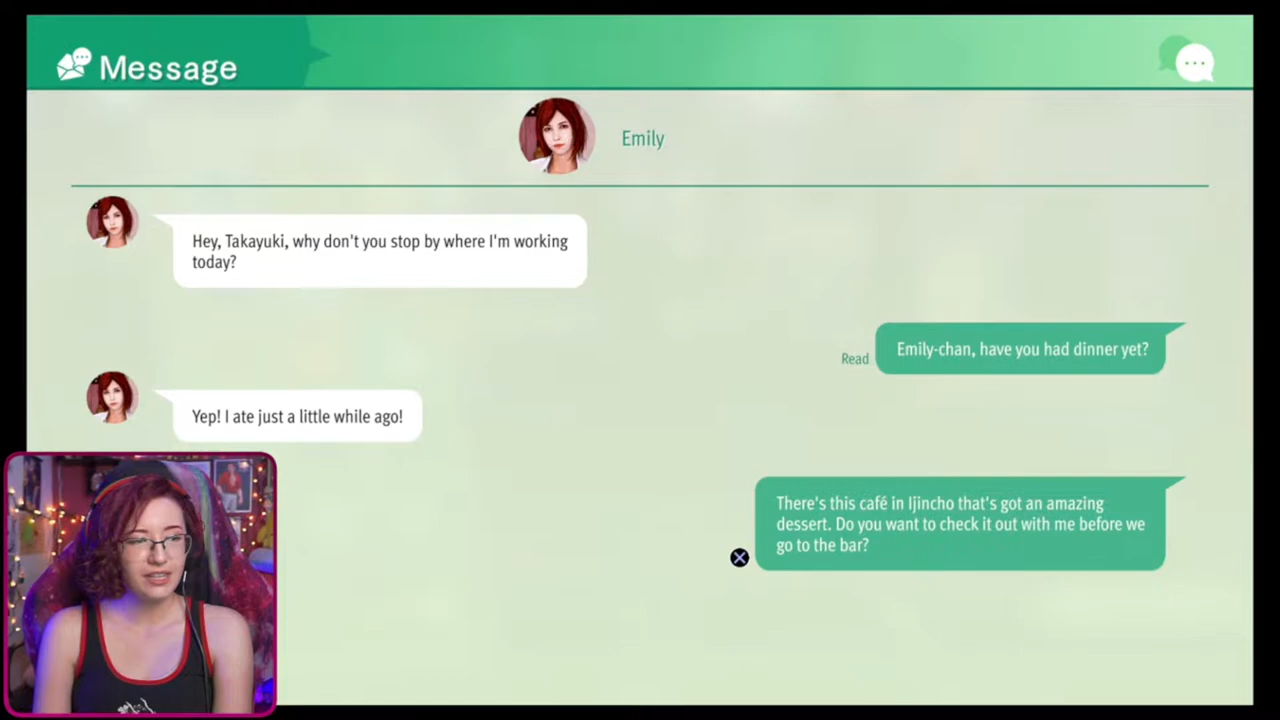 Message
Emily
Hey, Takayuki, why don't you stop by where I'm working
today?
Emily-chan, have you had dinner yet?
Read
Yep! I ate just a little while ago!
There's this café in Ijincho that's got an amazing
dessert. Do you want to check it out with me before we
go to the bar?